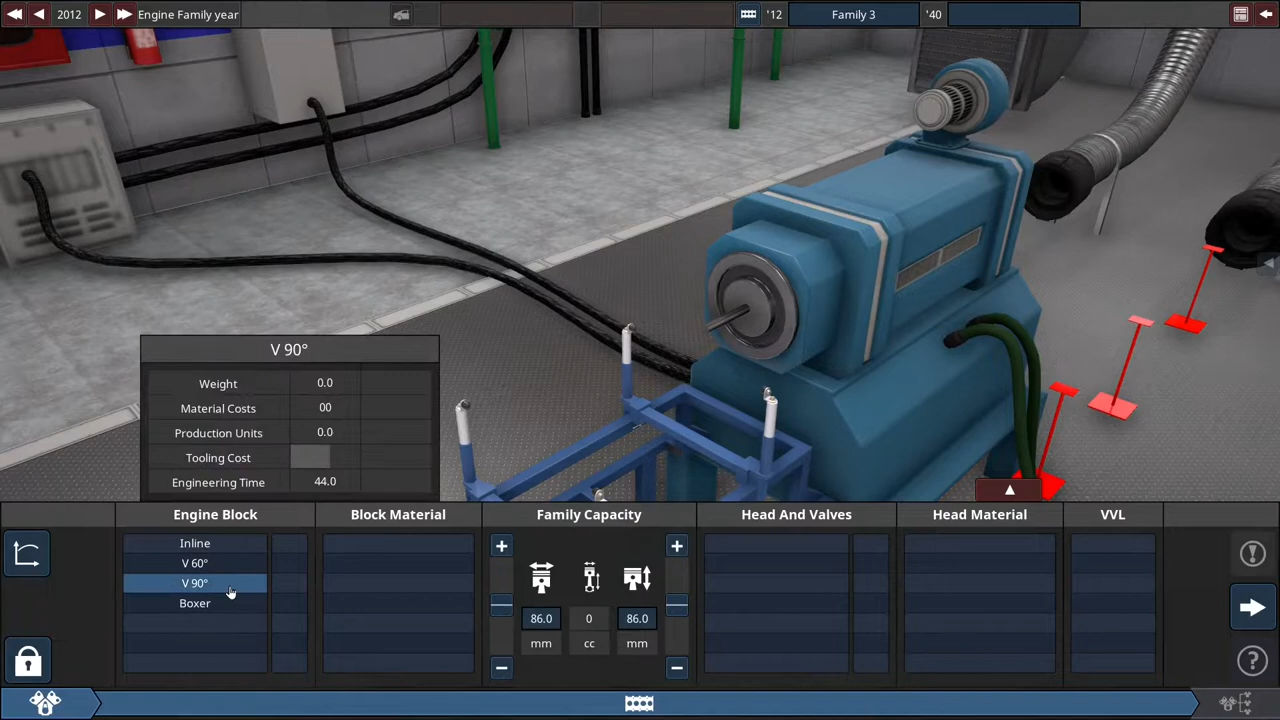 2012 Engine Family year '12 Family 3 '40
V 90°
Weight 0.0
Material Costs 00
Production Units 0.0
Tooling Cost
Engineering Time 44.0
Engine Block Block Material Family Capacity Head And Valves Head Material VVL
Inline
V 60°
V 90°
Boxer
+ +
86.0 0 86.0
mm cc mm
- -